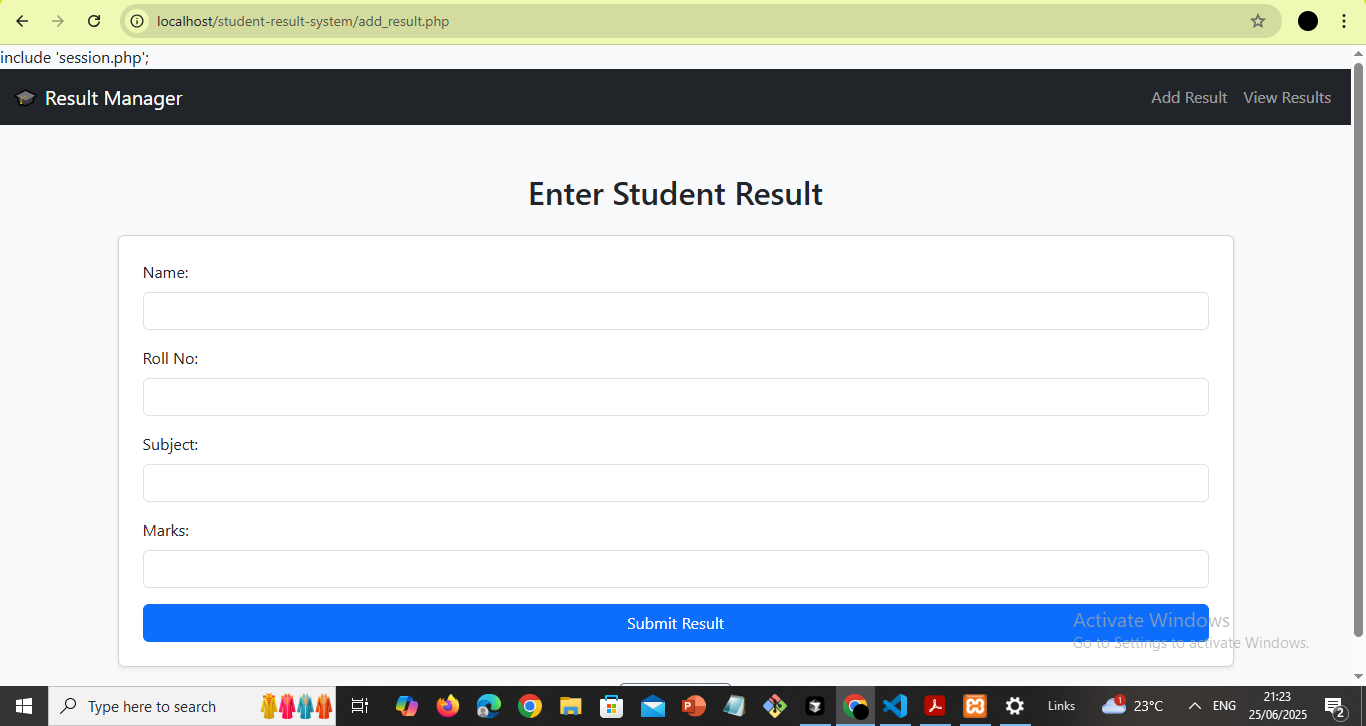 localhost/student-result-system/add_result.php
include 'session.php';
Result Manager
Add Result
View Results
Enter Student Result
Name:
Roll No:
Subject:
Marks:
Submit Result
Activate Windows
Go to Settings to activate Windows.
Type here to search
Links
1
23°C
ENG
21:23
25/06/2025
2